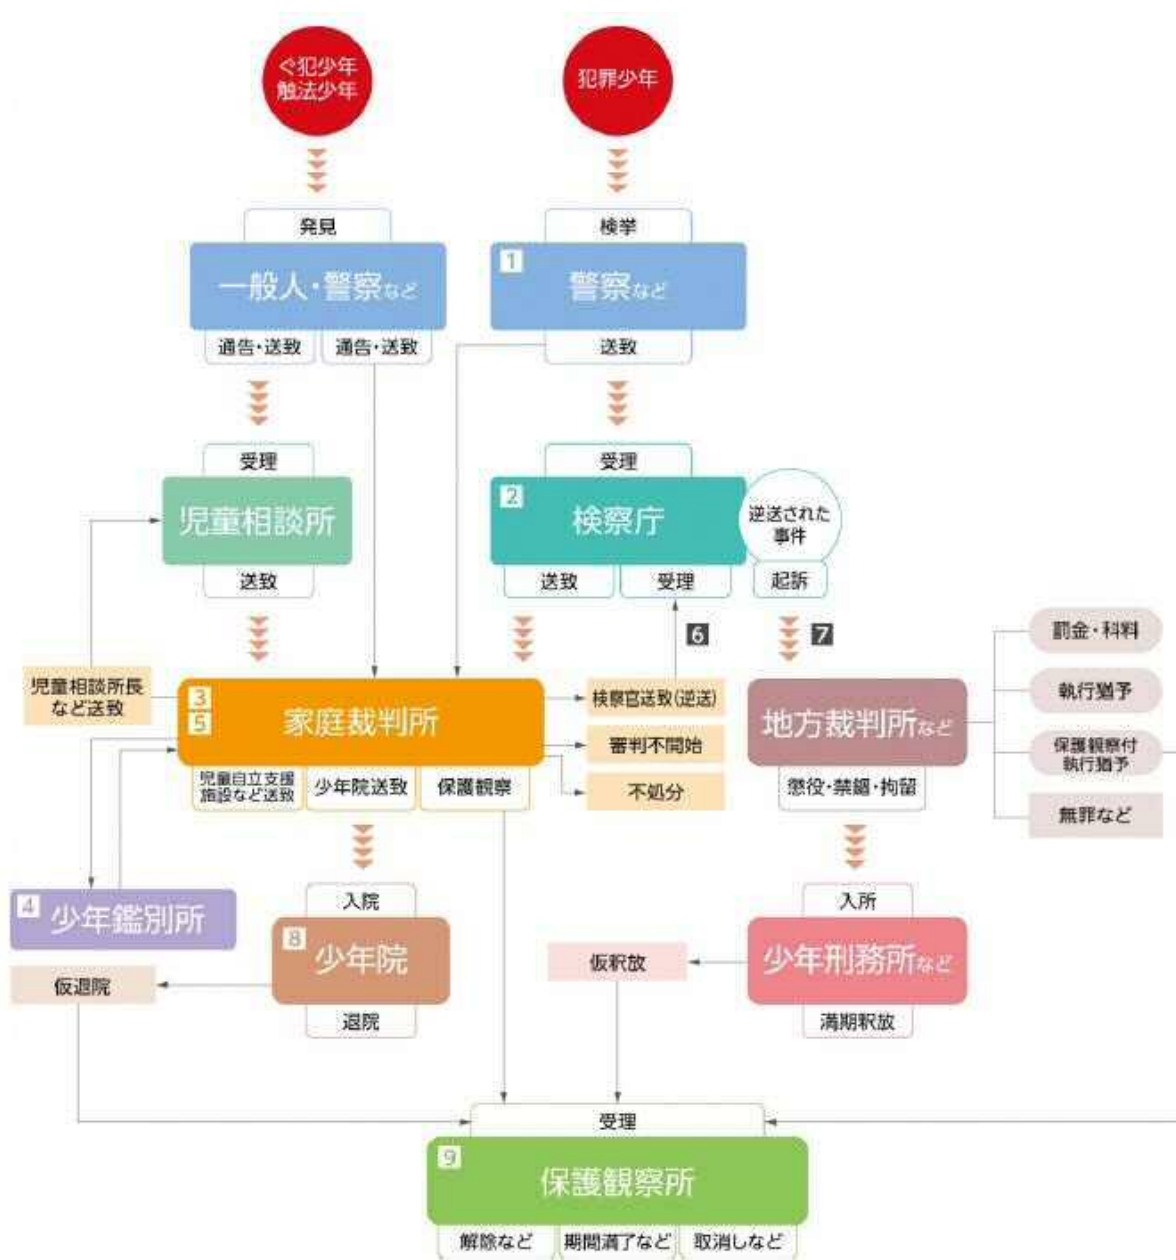 ぐ犯少年
触法少年
犯罪少年
発見
検挙
一般人・警察など
1
警察など
通告・送致
通告・送致
送致
受理
受理
児童相談所
2
検察庁
逆送された
事件
送致
送致
受理
起訴
6
7
罰金・科料
児童相談所長
など送致
3
5
家庭裁判所
検察官送致(逆送)
地方裁判所など
執行猶予
審判不開始
保護観察付
執行猶予
児童自立支援
施設など送致
少年院送致
保護観察
不処分
懲役・禁錮・拘留
無罪など
4
少年鑑別所
入院
入所
8
少年院
仮釈放
少年刑務所など
仮退院
退院
満期釈放
受理
9
保護観察所
解除など
期間満了など
取消しなど